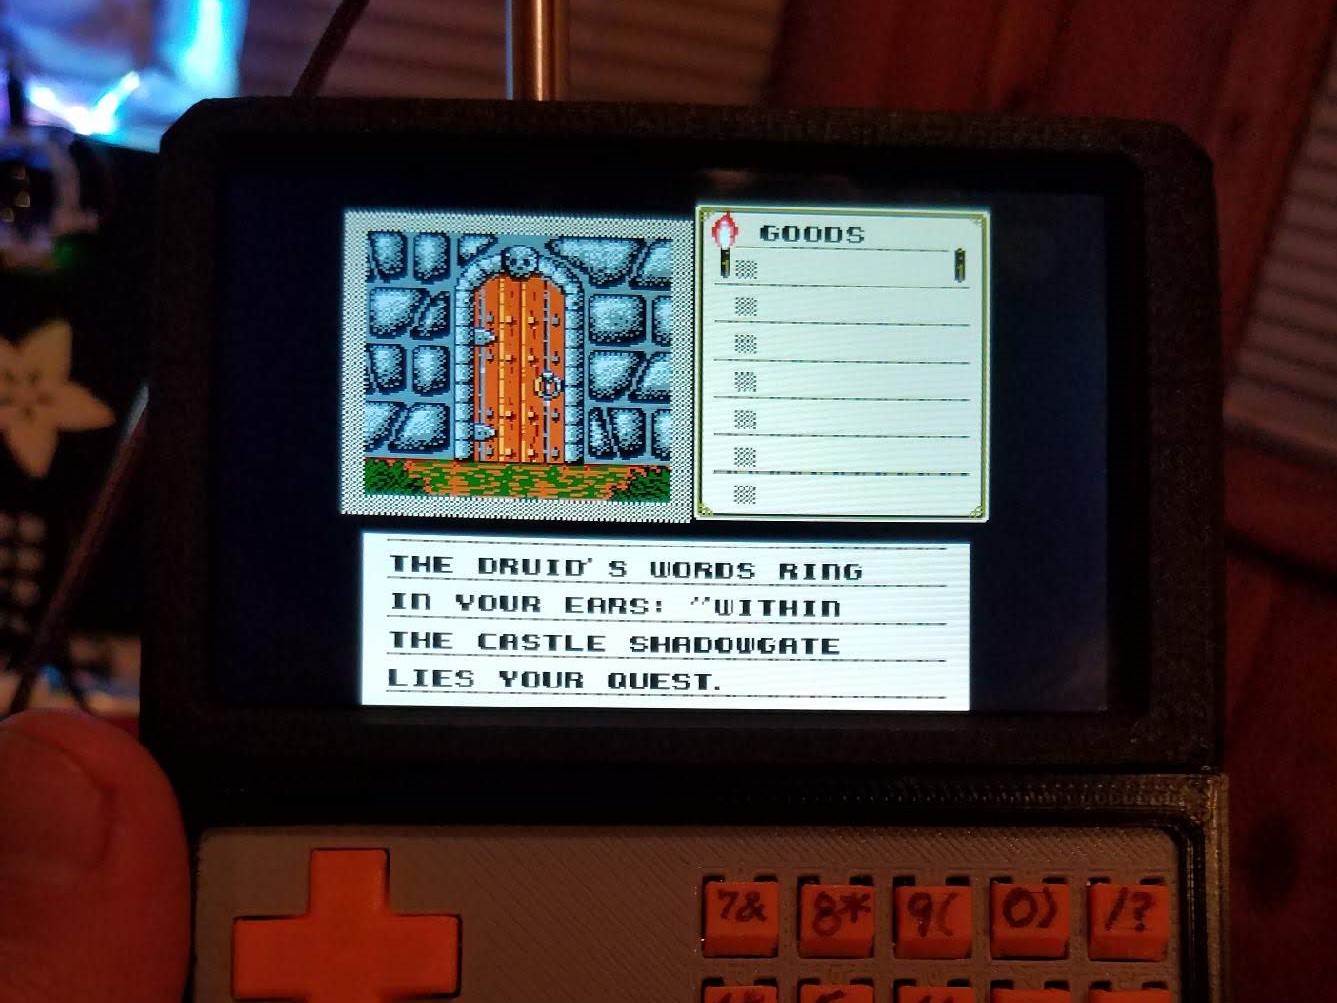 GOODS
THE DRUID'S WORDS RING
IN YOUR EARS: "WITHIN
THE CASTLE SHADOWGATE
LIES YOUR QUEST.
7& 8* 9( 0) /?